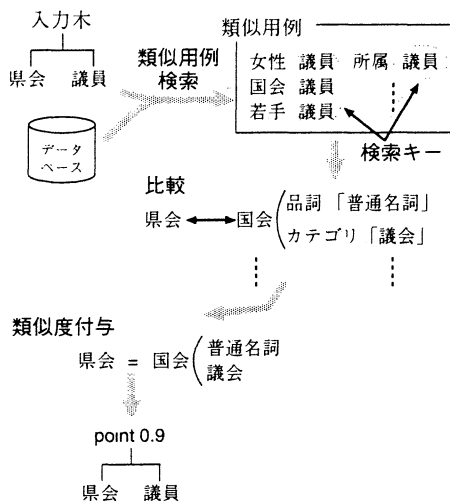 入力木
県会 議員
データ
ベース
類似用例
検索
類似用例
女性 議員 所属 議員
国会 議員
若手 議員
検索キー
比較
県会 国会 品詞「普通名詞」
カテゴリ「議会」
類似度付与
県会 = 国会 普通名詞
議会
point 0.9
県会 議員